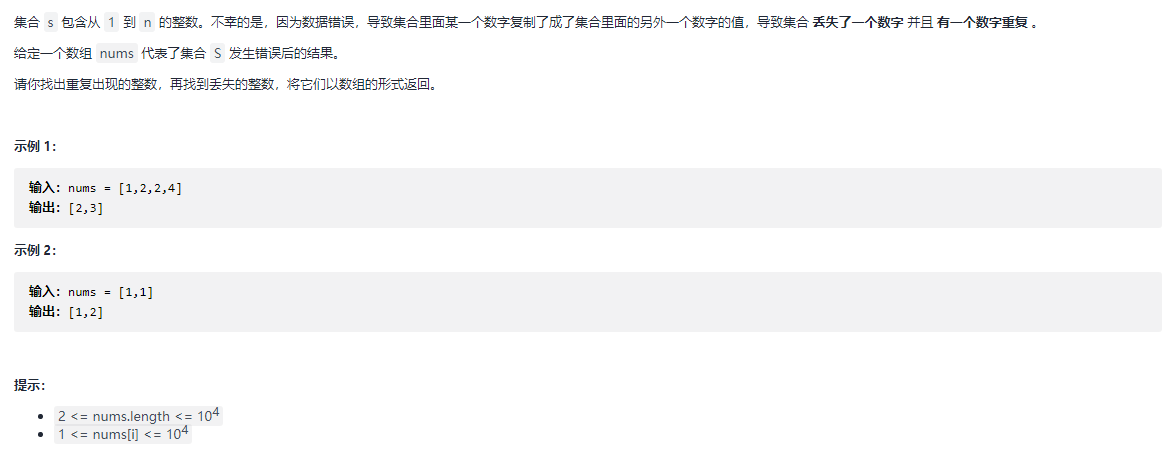 集合 s 包含从 1 到 n 的整数。不幸的是，因为数据错误，导致集合里面某一个数字复制了成了集合里面的另外一个数字的值，导致集合 丢失了一个数字 并且 有一个数字重复 。
给定一个数组 nums 代表了集合 S 发生错误后的结果。
请你找出重复出现的整数，再找到丢失的整数，将它们以数组的形式返回。
示例 1：
输入：nums = [1,2,2,4]
输出：[2,3]
示例 2：
输入：nums = [1,1]
输出：[1,2]
提示：
• 2 <= nums.length <= 10⁴
• 1 <= nums[i] <= 10⁴